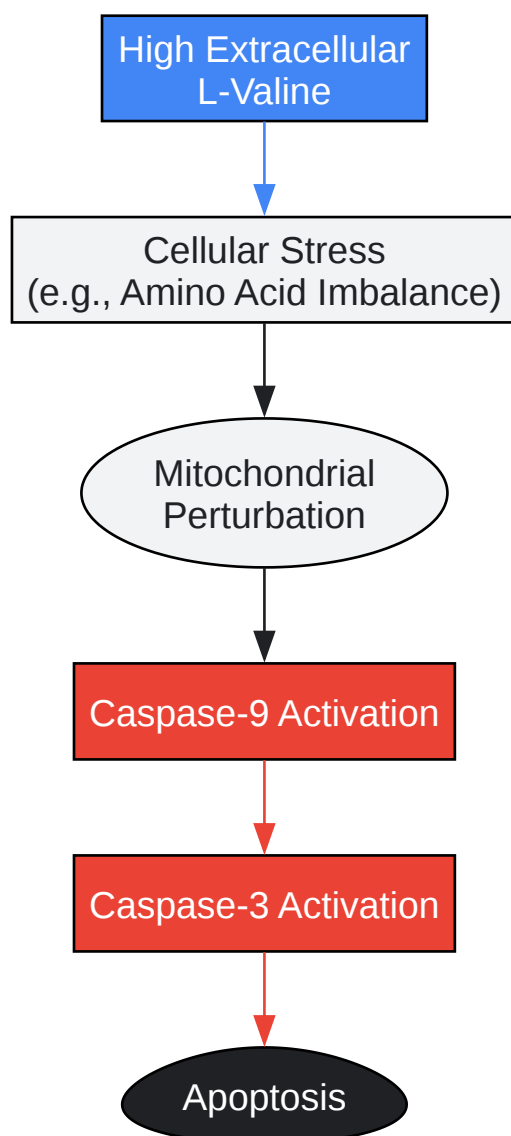 High Extracellular
L-Valine
Cellular Stress
(e.g., Amino Acid Imbalance)
Mitochondrial
Perturbation
Caspase-9 Activation
Caspase-3 Activation
Apoptosis